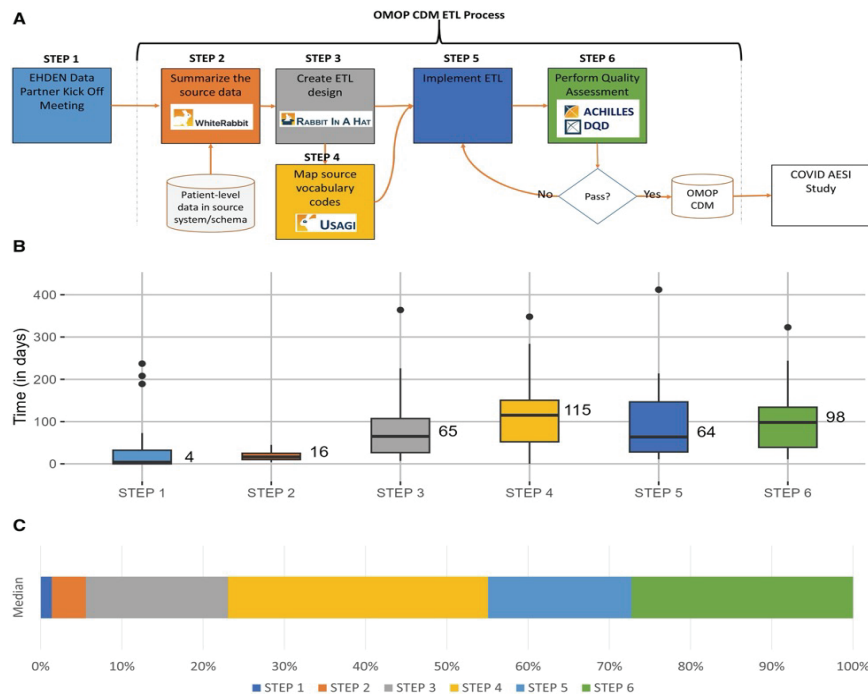 A
OMOP CDM ETL Process
STEP 1
STEP 2
STEP 3
STEP 5
STEP 6
EHDEN Data
Partner Kick Off
Meeting
Summarize the
source data
WhiteRabbit
Create ETL
design
RABBIT IN A HAT
Implement ETL
Perform Quality
Assessment
ACHILLES
DQD
STEP 4
Map source
vocabulary
codes
USAGI
Patient-level
data in source
system/schema
No
Pass?
Yes
OMOP
CDM
COVID AESI
Study
B
Time (in days)
400
300
200
100
0
4
16
65
115
64
98
STEP 1
STEP 2
STEP 3
STEP 4
STEP 5
STEP 6
C
Median
0%
10%
20%
30%
40%
50%
60%
70%
80%
90%
100%
STEP 1
STEP 2
STEP 3
STEP 4
STEP 5
STEP 6